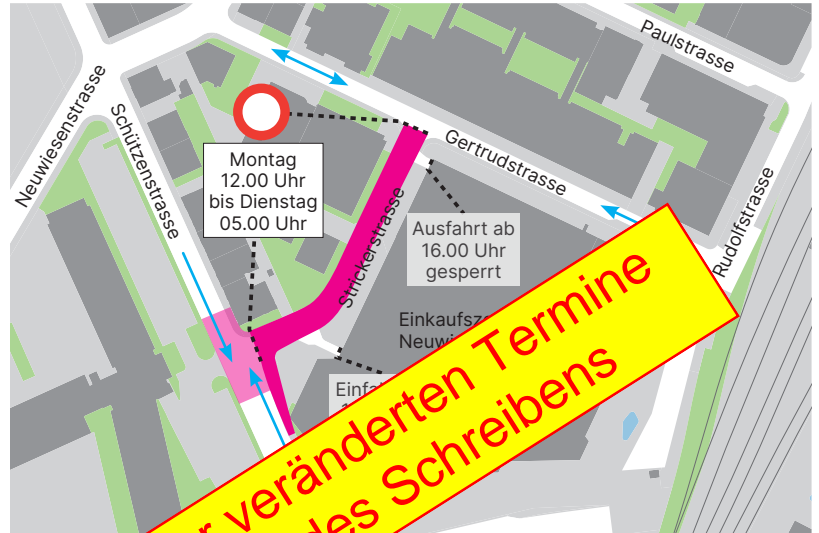 Paulstrasse
Neuwiesenstrasse
Schützenstrasse
Gertrudstrasse
Montag
12.00 Uhr
bis Dienstag
05.00 Uhr
Strickerstrasse
Rudolfstrasse
Ausfahrt ab
16.00 Uhr
gesperrt
veränderten Termine
des Schreibens